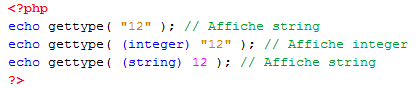 <?php
echo gettype( "12" ); // Affiche string
echo gettype( (integer) "12" ); // Affiche integer
echo gettype( (string) 12 ); // Affiche string
?>